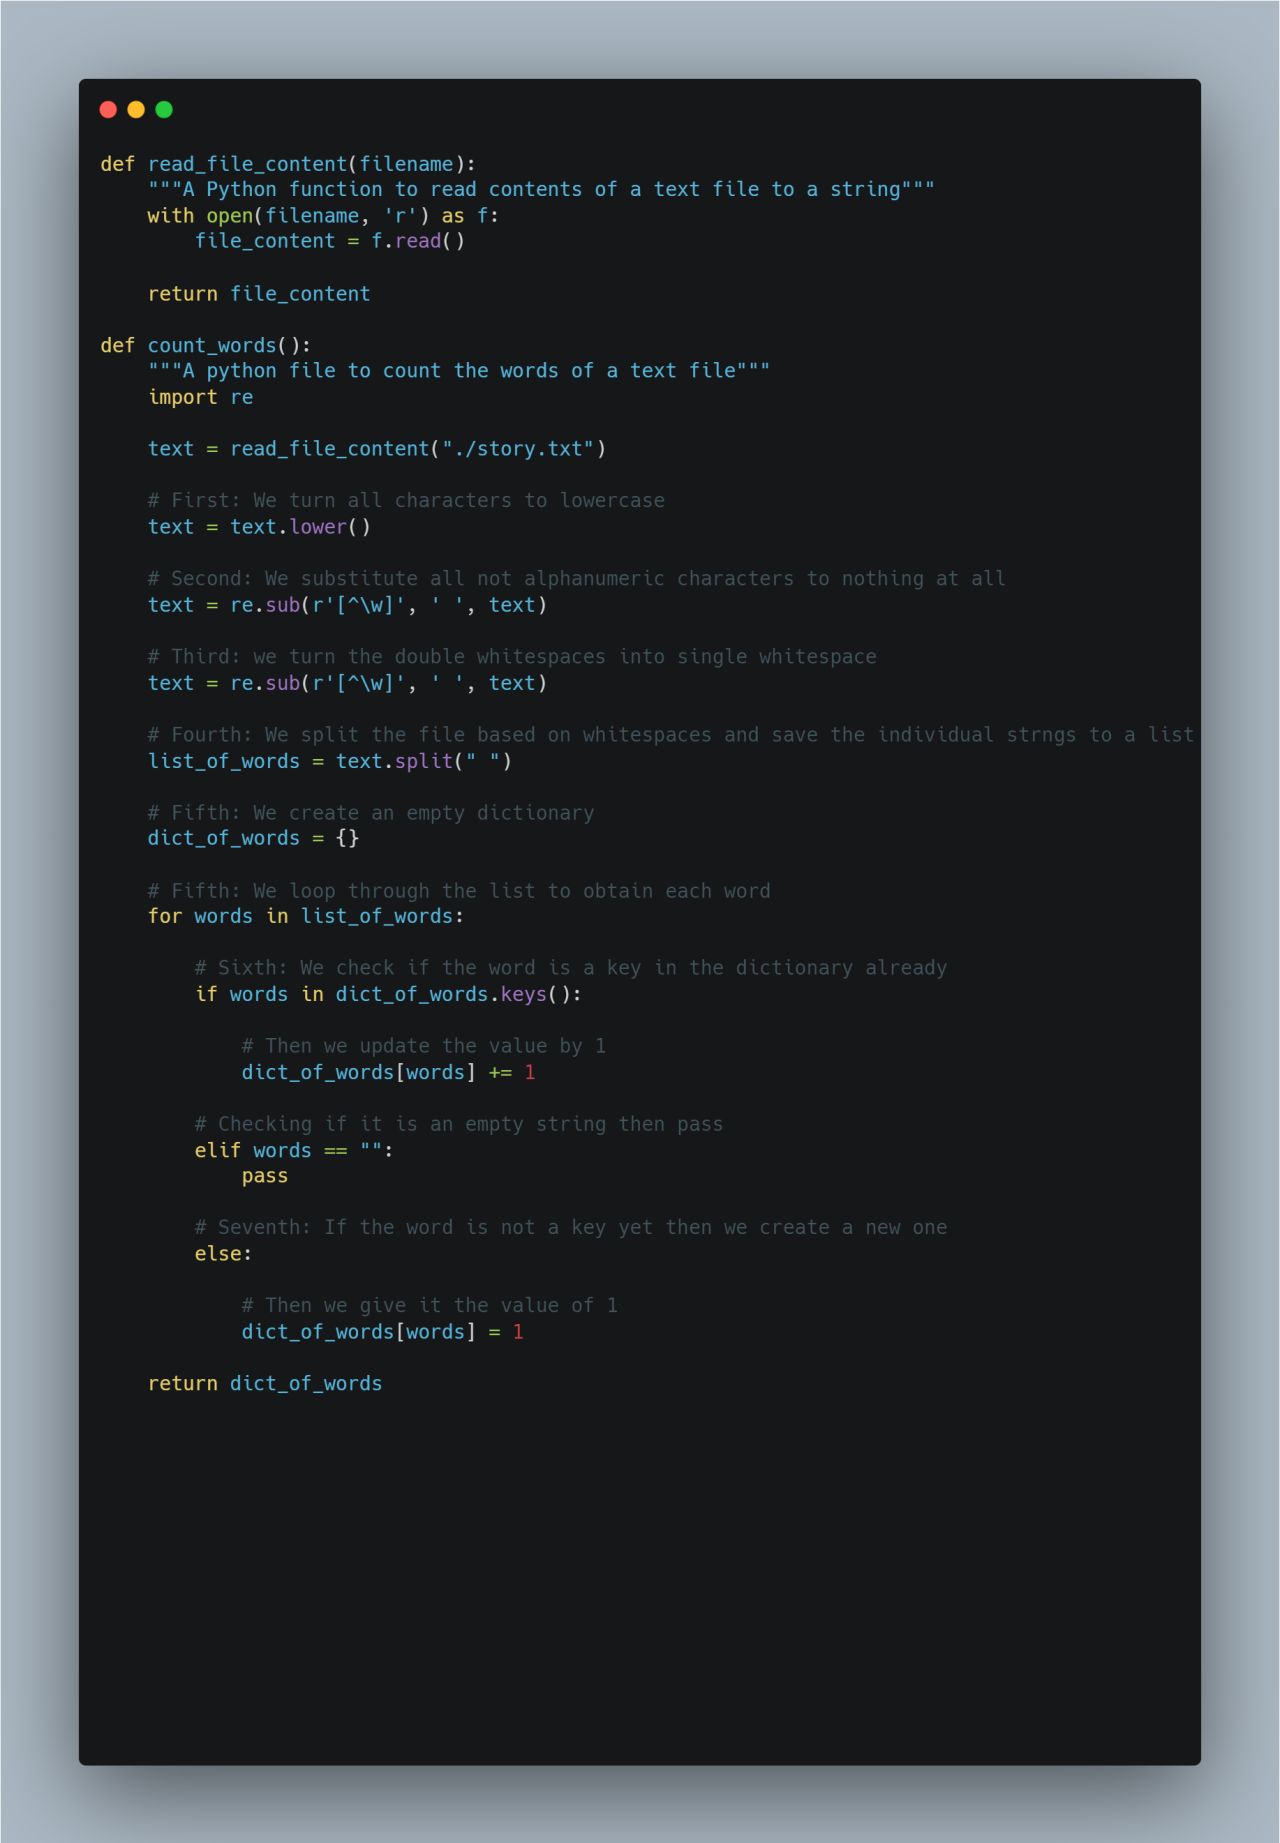 def read_file_content(filename):
    """A Python function to read contents of a text file to a string"""
    with open(filename, 'r') as f:
        file_content = f.read()

    return file_content

def count_words():
    """A python file to count the words of a text file"""
    import re

    text = read_file_content("./story.txt")

    # First: We turn all characters to lowercase
    text = text.lower()

    # Second: We substitute all not alphanumeric characters to nothing at all
    text = re.sub(r'[^\w]', ' ', text)

    # Third: we turn the double whitespaces into single whitespace
    text = re.sub(r'[^\w]', ' ', text)

    # Fourth: We split the file based on whitespaces and save the individual strngs to a list
    list_of_words = text.split(" ")

    # Fifth: We create an empty dictionary
    dict_of_words = {}

    # Fifth: We loop through the list to obtain each word
    for words in list_of_words:

        # Sixth: We check if the word is a key in the dictionary already
        if words in dict_of_words.keys():

            # Then we update the value by 1
            dict_of_words[words] += 1

        # Checking if it is an empty string then pass
        elif words == "":
            pass

        # Seventh: If the word is not a key yet then we create a new one
        else:

            # Then we give it the value of 1
            dict_of_words[words] = 1

    return dict_of_words